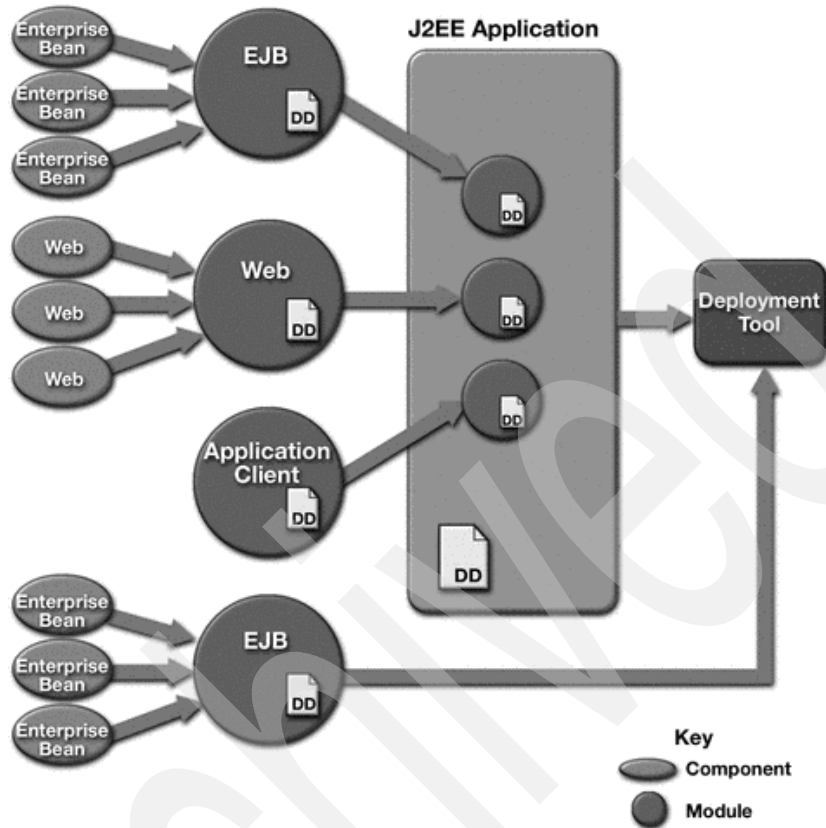 Enterprise
Bean
Enterprise
Bean
Enterprise
Bean
EJB
DD
J2EE Application
DD
Web
Web
Web
Web
DD
DD
Deployment
Tool
Application
Client
DD
DD
DD
Enterprise
Bean
Enterprise
Bean
Enterprise
Bean
EJB
DD
Key
Component
Module